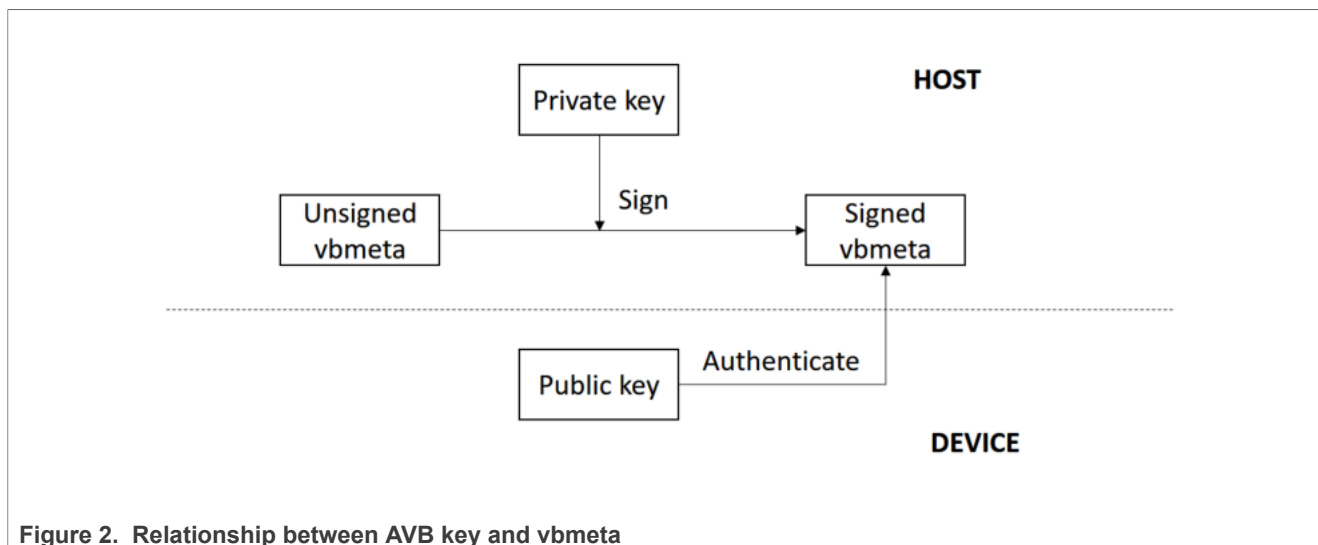 Private key
HOST
Sign
Unsigned
vbmeta
Signed
vbmeta
Authenticate
Public key
DEVICE
Figure 2. Relationship between AVB key and vbmeta